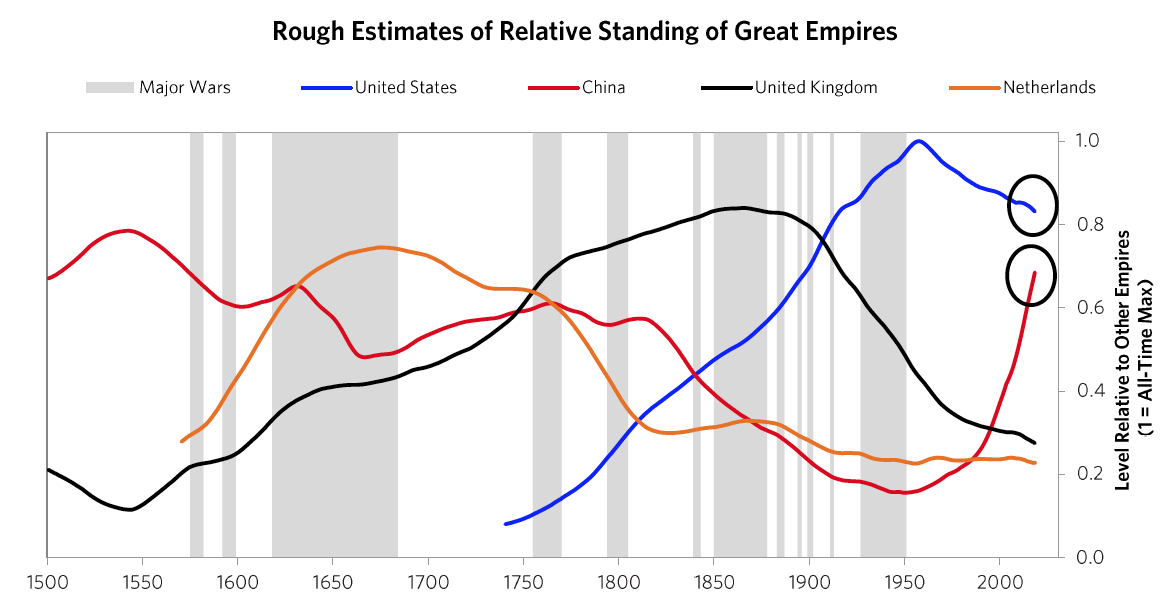 Rough Estimates of Relative Standing of Great Empires
Major Wars United States China United Kingdom Netherlands
1.0
0.8
0.6
0.4
0.2
0.0
Level Relative to Other Empires
(1 = All-Time Max)
1500 1550 1600 1650 1700 1750 1800 1850 1900 1950 2000